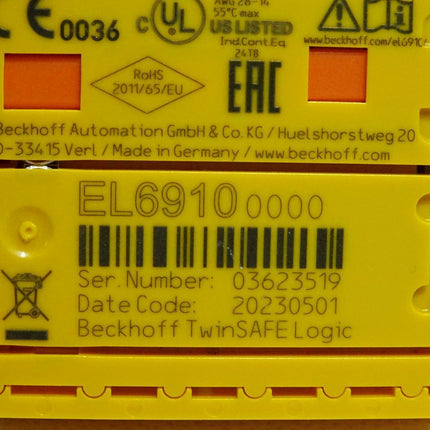 AWG 28-14
55°C max
CE 0036
c UL US LISTED
Ind.Cont.Eq.
24TB
www.beckhoff.com/el6910
RoHS
2011/65/EU
EAC
Beckhoff Automation GmbH & Co. KG / Huelshorstweg 20
D-33415 Verl / Made in Germany / www.beckhoff.com
EL6910 0000
Ser. Number: 03623519
Date Code: 20230501
Beckhoff TwinSAFE Logic